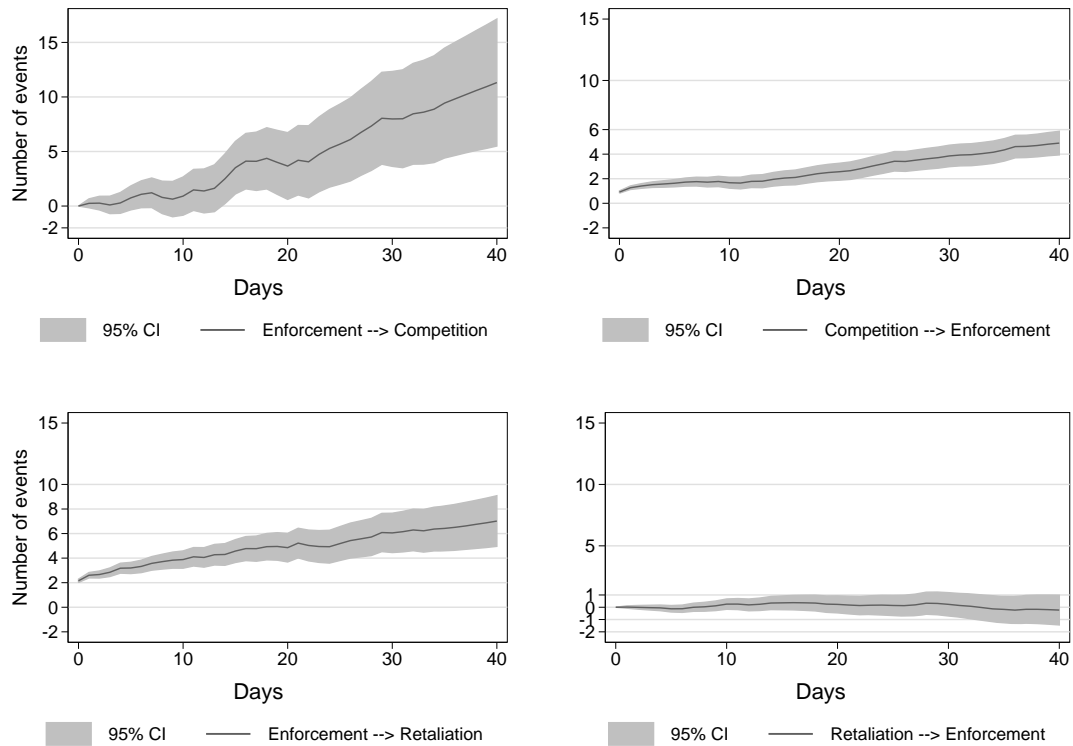 Number of events
15
10
5
0
-2
0 10 20 30 40
Days
95% CI Enforcement --> Competition
15
10
6
4
2
0
-2
0 10 20 30 40
Days
95% CI Competition --> Enforcement
Number of events
15
10
8
6
4
2
0
-2
0 10 20 30 40
Days
95% CI Enforcement --> Retaliation
15
10
5
1
0
-1
-2
0 10 20 30 40
Days
95% CI Retaliation --> Enforcement